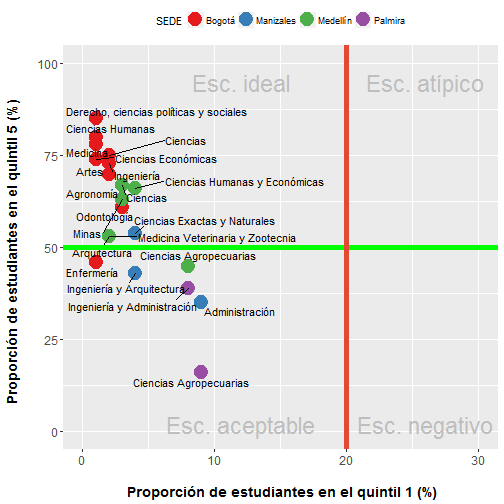 SEDE Bogotá Manizales Medellín Palmira
Proporción de estudiantes en el quintil 5 (%)
100
75
50
25
0
Esc. ideal Esc. atípico
Derecho, ciencias políticas y sociales
Ciencias Humanas
Ciencias
Medicina
Ciencias Económicas
Artes Ingeniería
Ciencias Humanas y Económicas
Agronomía Ciencias
Odontología
Ciencias Exactas y Naturales
Minas
Medicina Veterinaria y Zootecnia
Arquitectura
Ciencias Agropecuarias
Enfermería
Ingeniería y Arquitectura
Ingeniería y Administración
Administración
Ciencias Agropecuarias
Esc. aceptable Esc. negativo
0 10 20 30
Proporción de estudiantes en el quintil 1 (%)